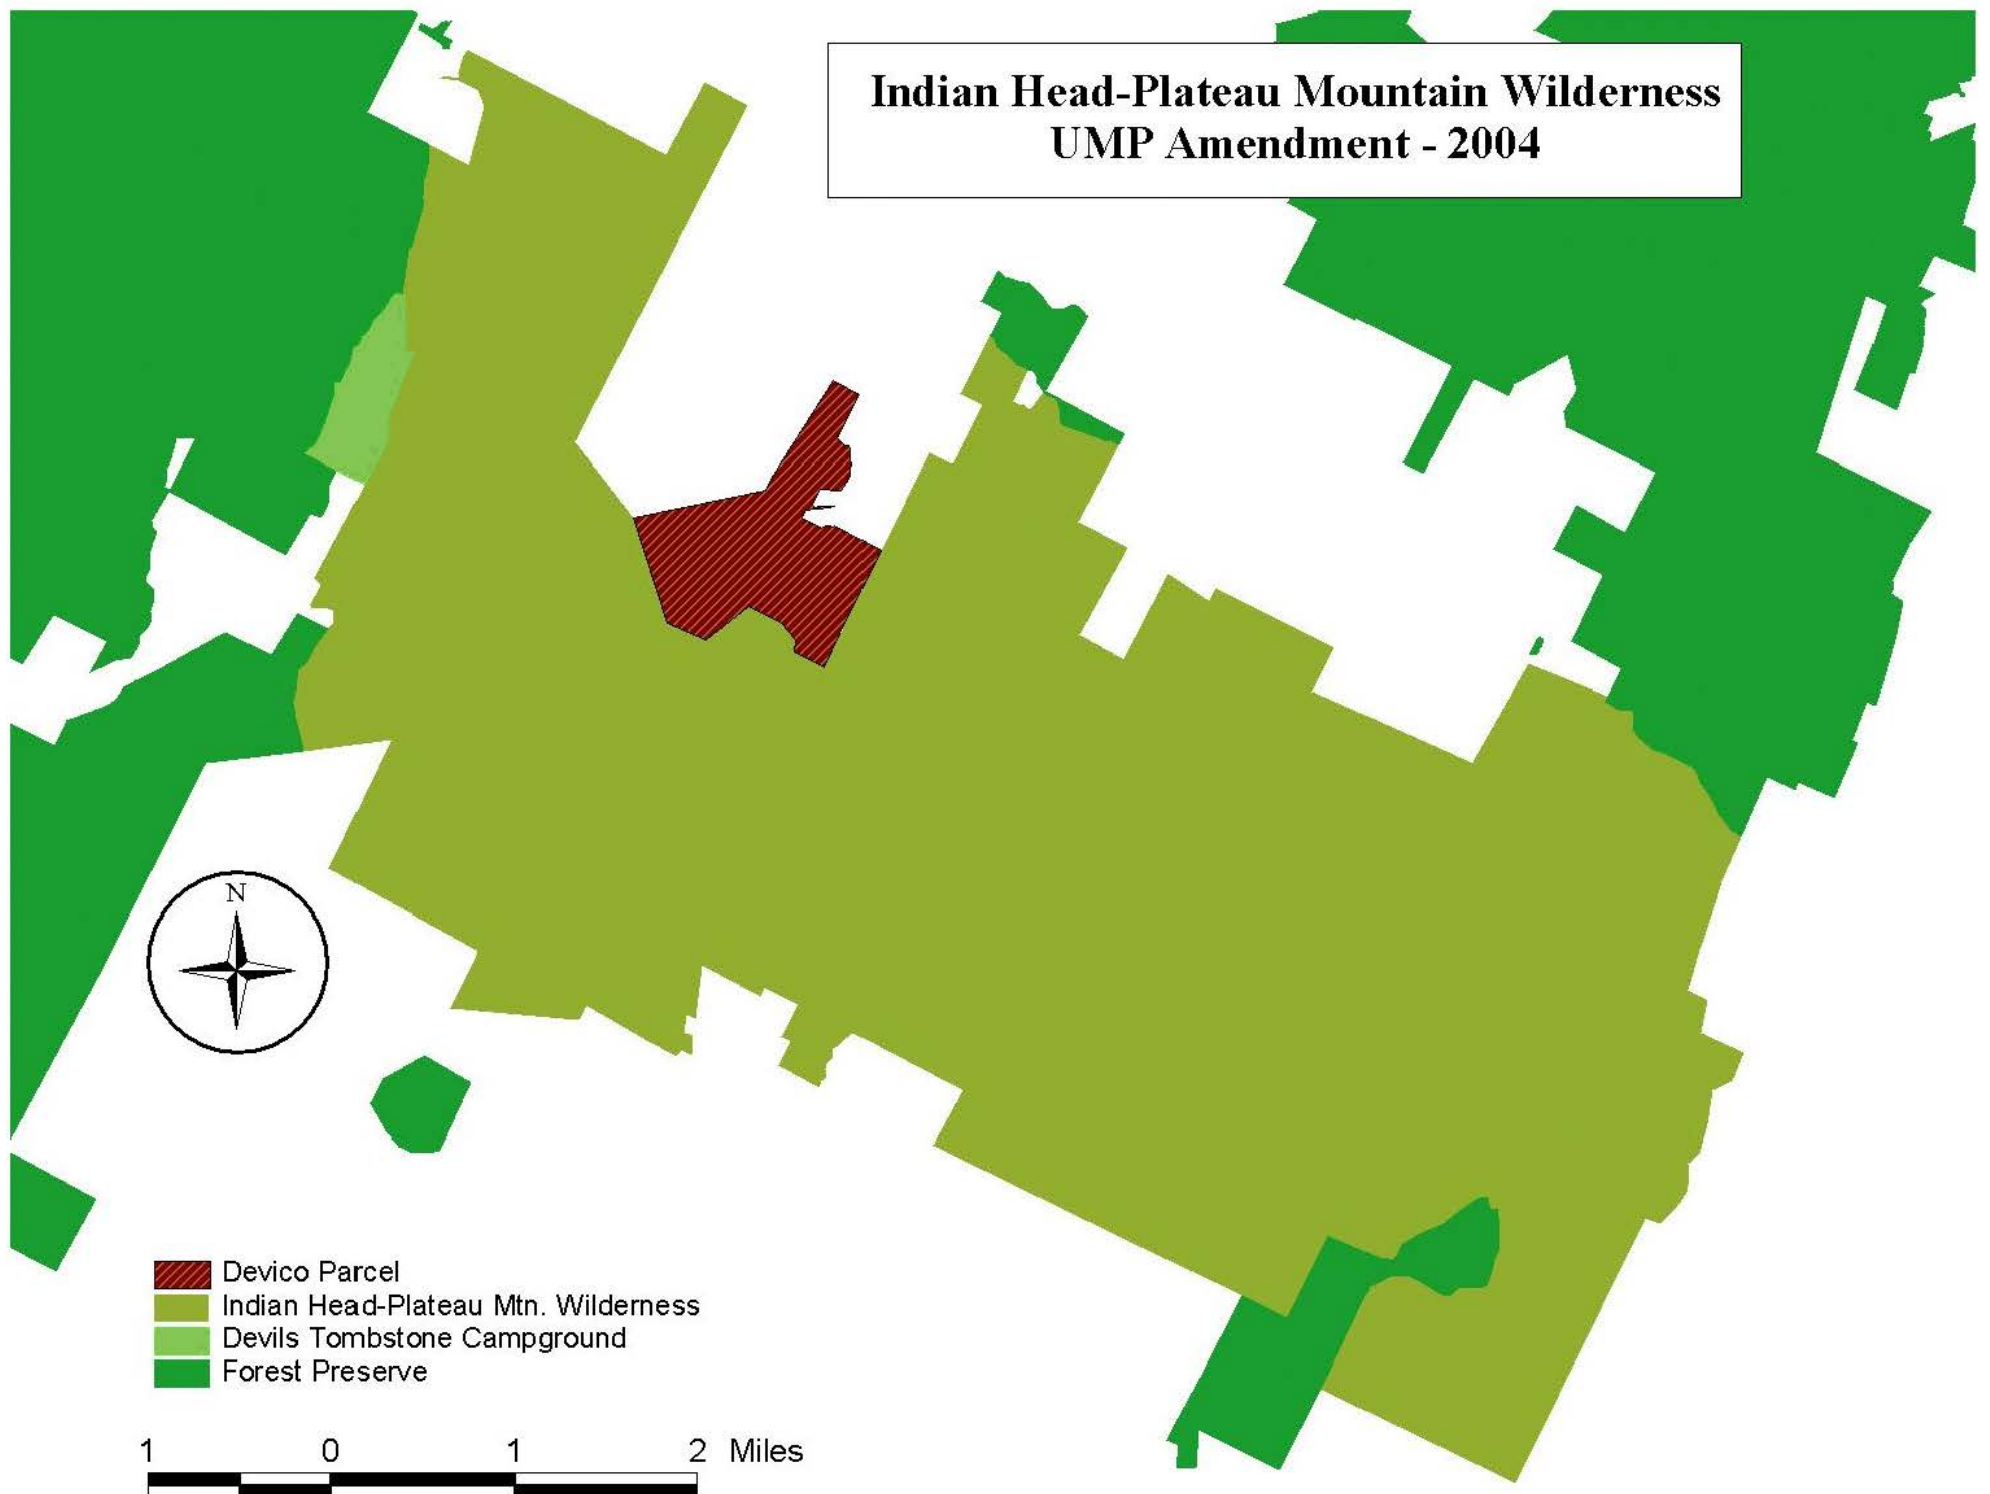 Indian Head-Plateau Mountain Wilderness
UMP Amendment - 2004
N
Devico Parcel
Indian Head-Plateau Mtn. Wilderness
Devils Tombstone Campground
Forest Preserve
1 0 1 2 Miles